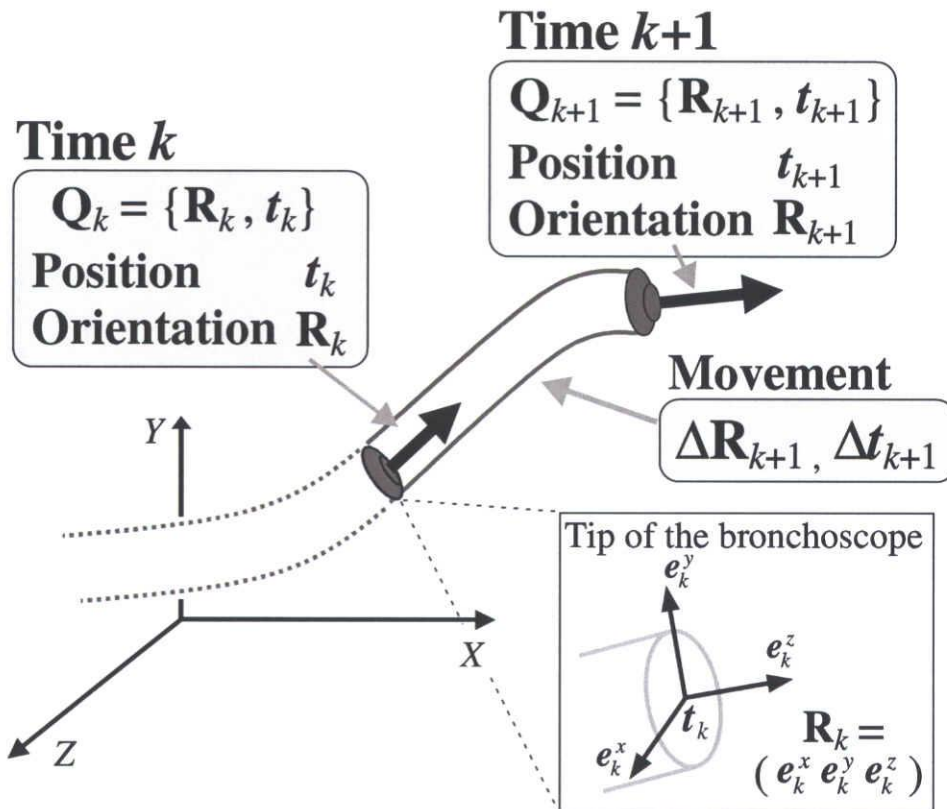 Time k+1
Q_{k+1} = {R_{k+1} , t_{k+1}}
Position t_{k+1}
Orientation R_{k+1}
Time k
Q_k = {R_k , t_k}
Position t_k
Orientation R_k
Movement
ΔR_{k+1} , Δt_{k+1}
Y
X
Z
Tip of the bronchoscope
e_k^y
e_k^z
t_k
e_k^x
R_k =
( e_k^x e_k^y e_k^z )